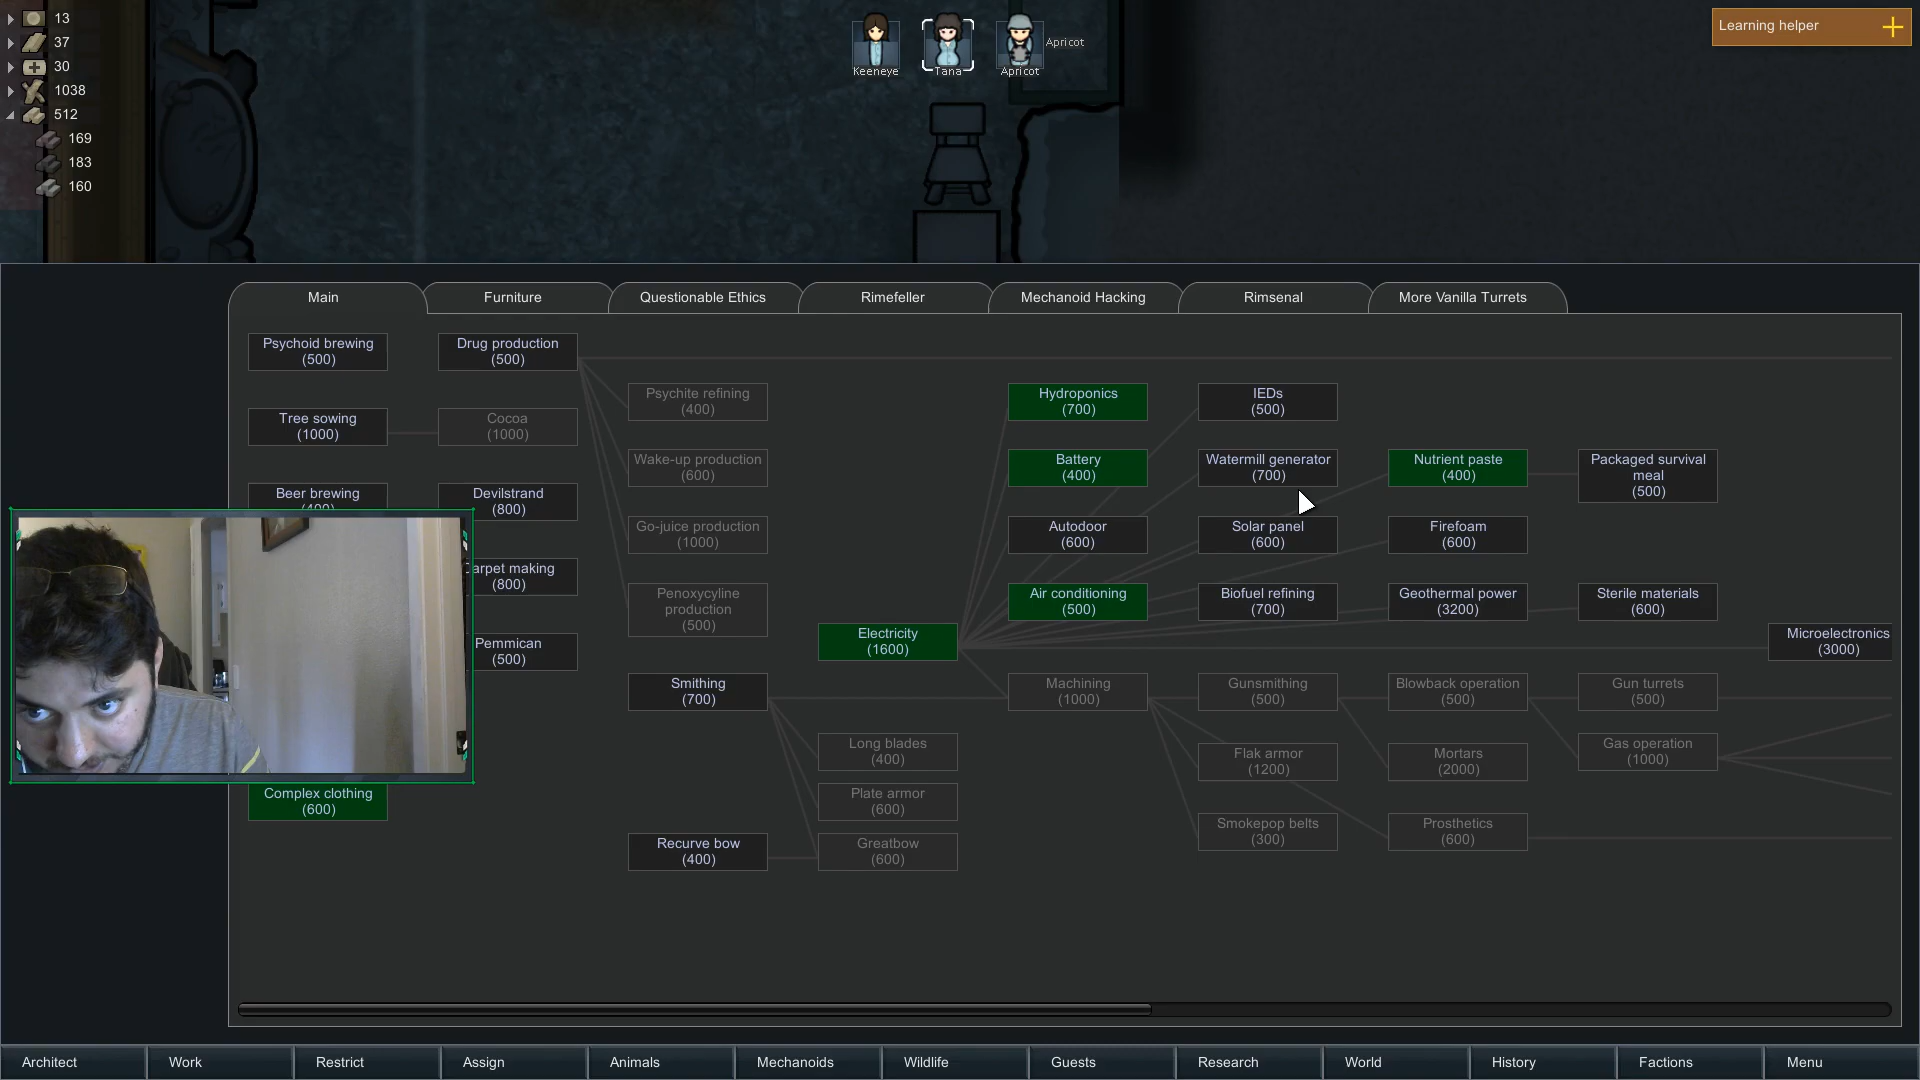 13
37
30
1038
512
169
183
160
Keeneye
Tana
Apricot
Apricot
Learning helper
Main
Furniture
Questionable Ethics
Rimefeller
Mechanoid Hacking
Rimsenal
More Vanilla Turrets
Psychoid brewing
(500)
Drug production
(500)
Psychite refining
(400)
Hydroponics
(700)
IEDs
(500)
Tree sowing
(1000)
Cocoa
(1000)
Wake-up production
(600)
Battery
(400)
Watermill generator
(700)
Nutrient paste
(400)
Packaged survival
meal
(500)
Beer brewing
Devilstrand
(800)
Go-juice production
(1000)
Autodoor
(600)
Solar panel
(600)
Firefoam
(600)
arpet making
(800)
Penoxycyline
production
(500)
Air conditioning
(500)
Biofuel refining
(700)
Geothermal power
(3200)
Sterile materials
(600)
Pemmican
(500)
Electricity
(1600)
Microelectronics
(3000)
Smithing
(700)
Machining
(1000)
Gunsmithing
(500)
Blowback operation
(500)
Gun turrets
(500)
Long blades
(400)
Flak armor
(1200)
Mortars
(2000)
Gas operation
(1000)
Complex clothing
(600)
Plate armor
(600)
Smokepop belts
(300)
Prosthetics
(600)
Recurve bow
(400)
Greatbow
(600)
Architect
Work
Restrict
Assign
Animals
Mechanoids
Wildlife
Guests
Research
World
History
Factions
Menu